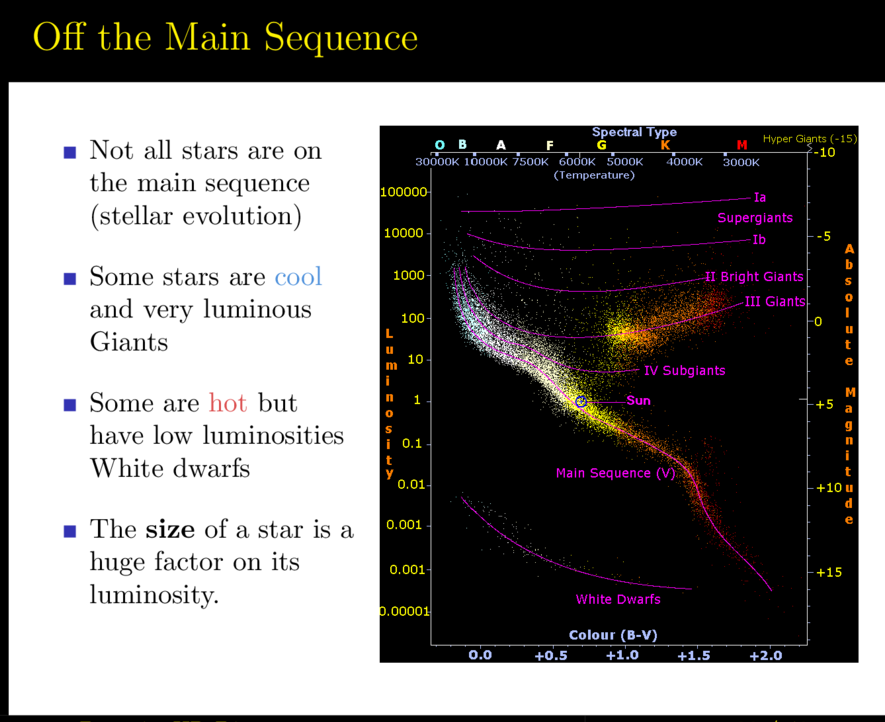 Off the Main Sequence
Not all stars are on
the main sequence
(stellar evolution)
Some stars are cool
and very luminous
Giants
Some are hot but
have low luminosities
White dwarfs
The size of a star is a
huge factor on its
luminosity.
Spectral Type
Hyper Giants (-15)
O B A F G K M
30000K 10000K 7500K 6000K 5000K 4000K 3000K
(Temperature)
-10
100000
Ia
Supergiants
10000
Ib
-5
1000
II Bright Giants
III Giants
100
0
10
IV Subgiants
1
Sun
+5
0.1
Main Sequence (V)
0.01
+10
0.001
0.001
+15
White Dwarfs
0.00001
Luminosity
Absolute Magnitude
Colour (B-V)
0.0 +0.5 +1.0 +1.5 +2.0